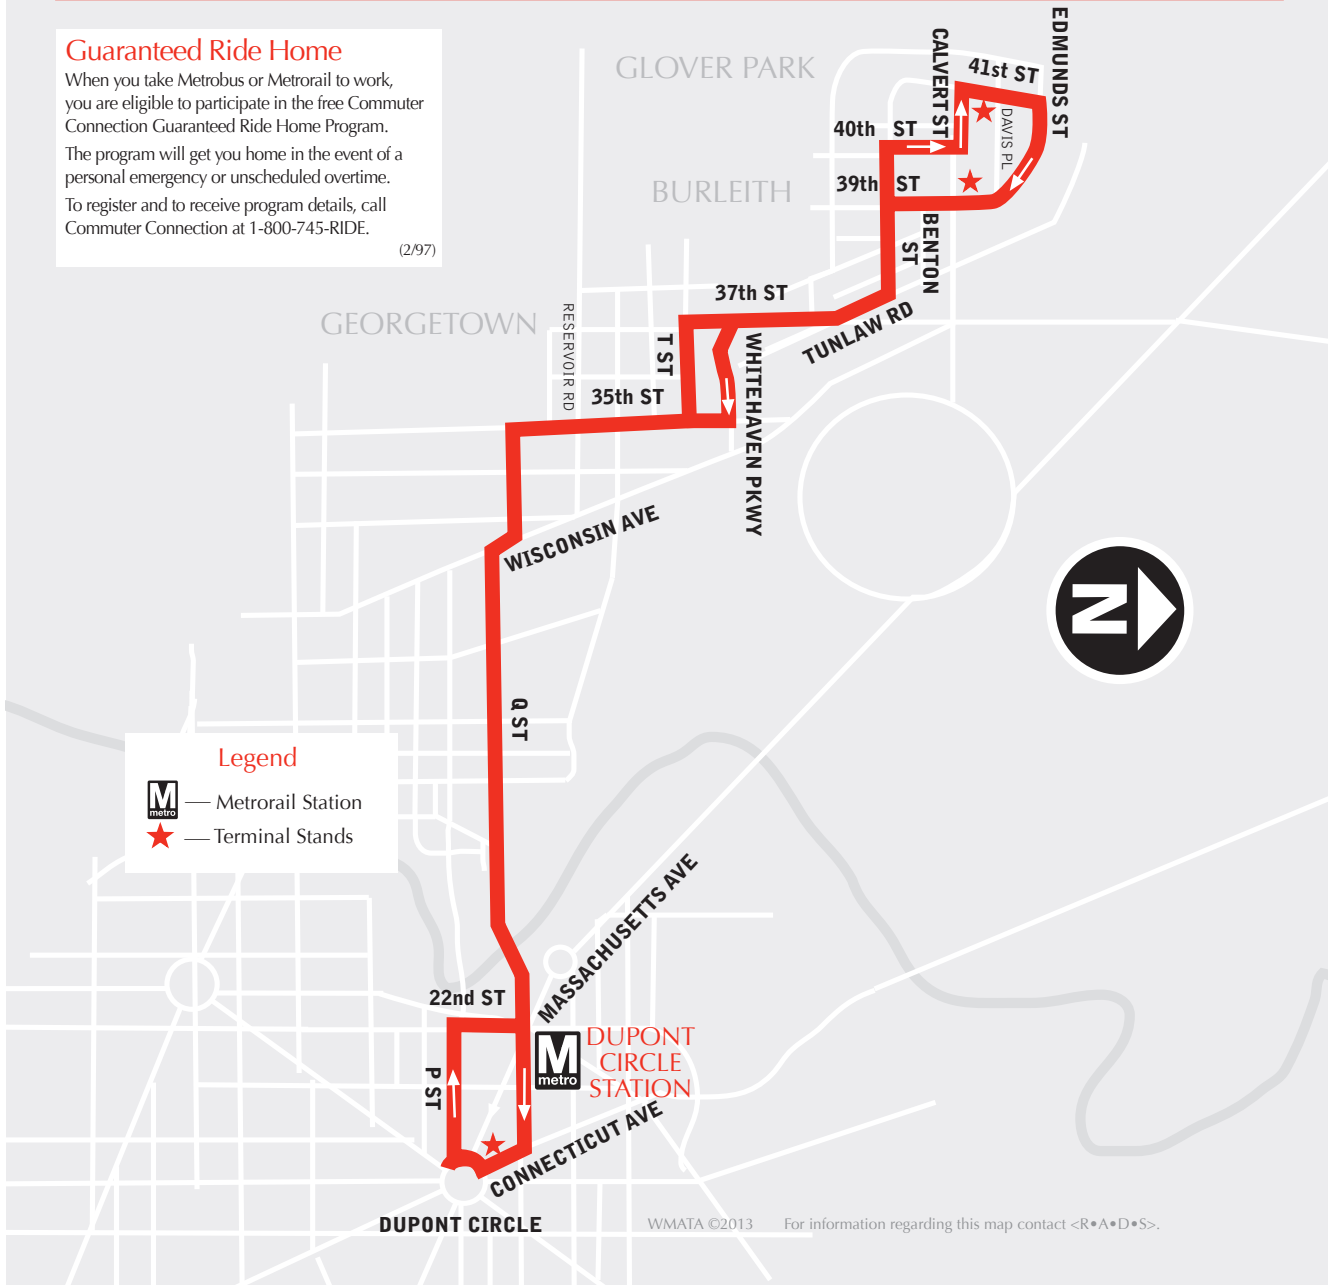 Guaranteed Ride Home
When you take Metrobus or Metrorail to work,
you are eligible to participate in the free Commuter
Connection Guaranteed Ride Home Program.
The program will get you home in the event of a
personal emergency or unscheduled overtime.
To register and to receive program details, call
Commuter Connection at 1-800-745-RIDE.
(2/97)
GLOVER PARK
CALVERT ST
41st ST
EDMUNDS ST
DAVIS PL
40th ST
BURLEITH
39th ST
BENTON
ST
37th ST
TUNLAW RD
GEORGETOWN
RESERVOIR RD
T ST
WHITEHAVEN PKWY
35th ST
WISCONSIN AVE
N
Q ST
Legend
M
metro
Metrorail Station
Terminal Stands
MASSACHUSETTS AVE
22nd ST
M
metro
DUPONT
CIRCLE
STATION
P ST
CONNECTICUT AVE
DUPONT CIRCLE
WMATA ©2013 For information regarding this map contact <R•A•D•S>.